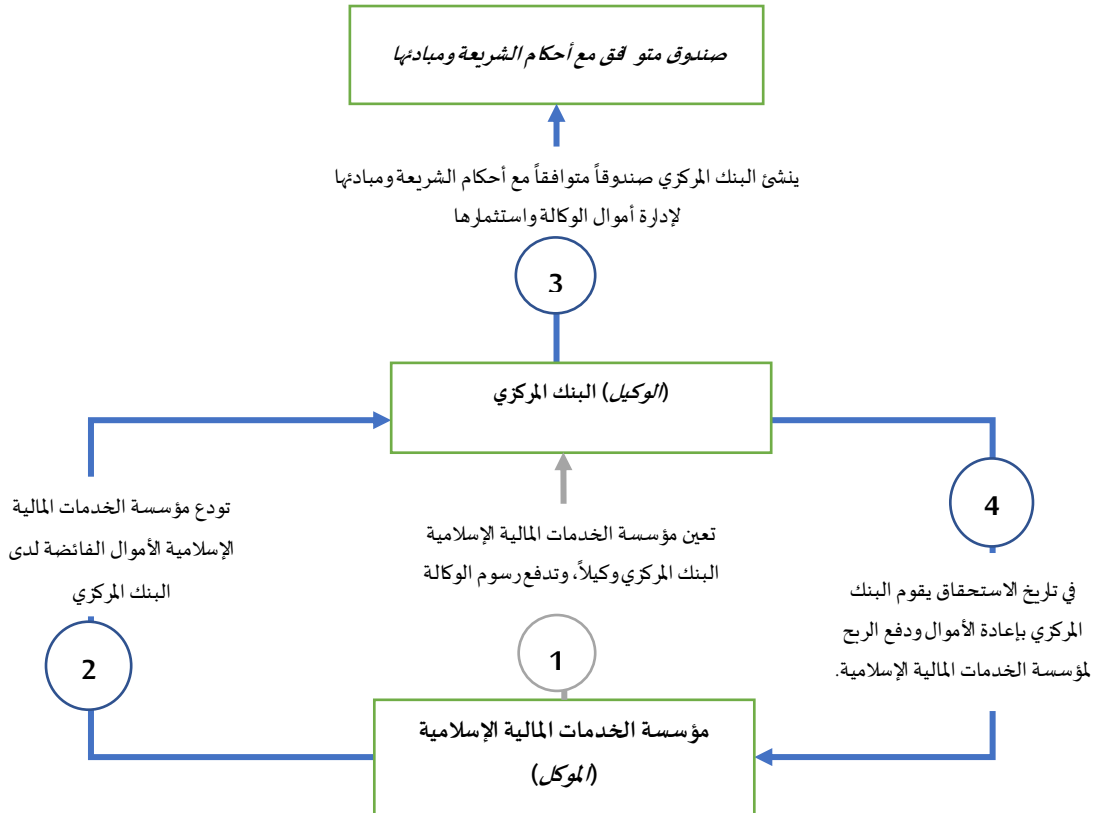 صندوق متوافق مع أحكام الشريعة ومبادئها
ينشئ البنك المركزي صندوقاً متوافقاً مع أحكام الشريعة ومبادئها
لإدارة أموال الوكالة واستثمارها
3
(الوكيل) البنك المركزي
4
تودع مؤسسة الخدمات المالية
الإسلامية الأموال الفائضة لدى
البنك المركزي
تعين مؤسسة الخدمات المالية الإسلامية
البنك المركزي وكيلاً، وتدفع رسوم الوكالة
في تاريخ الاستحقاق يقوم البنك
المركزي بإعادة الأموال ودفع الربح
لمؤسسة الخدمات المالية الإسلامية.
1
2
مؤسسة الخدمات المالية الإسلامية
(الموكل)